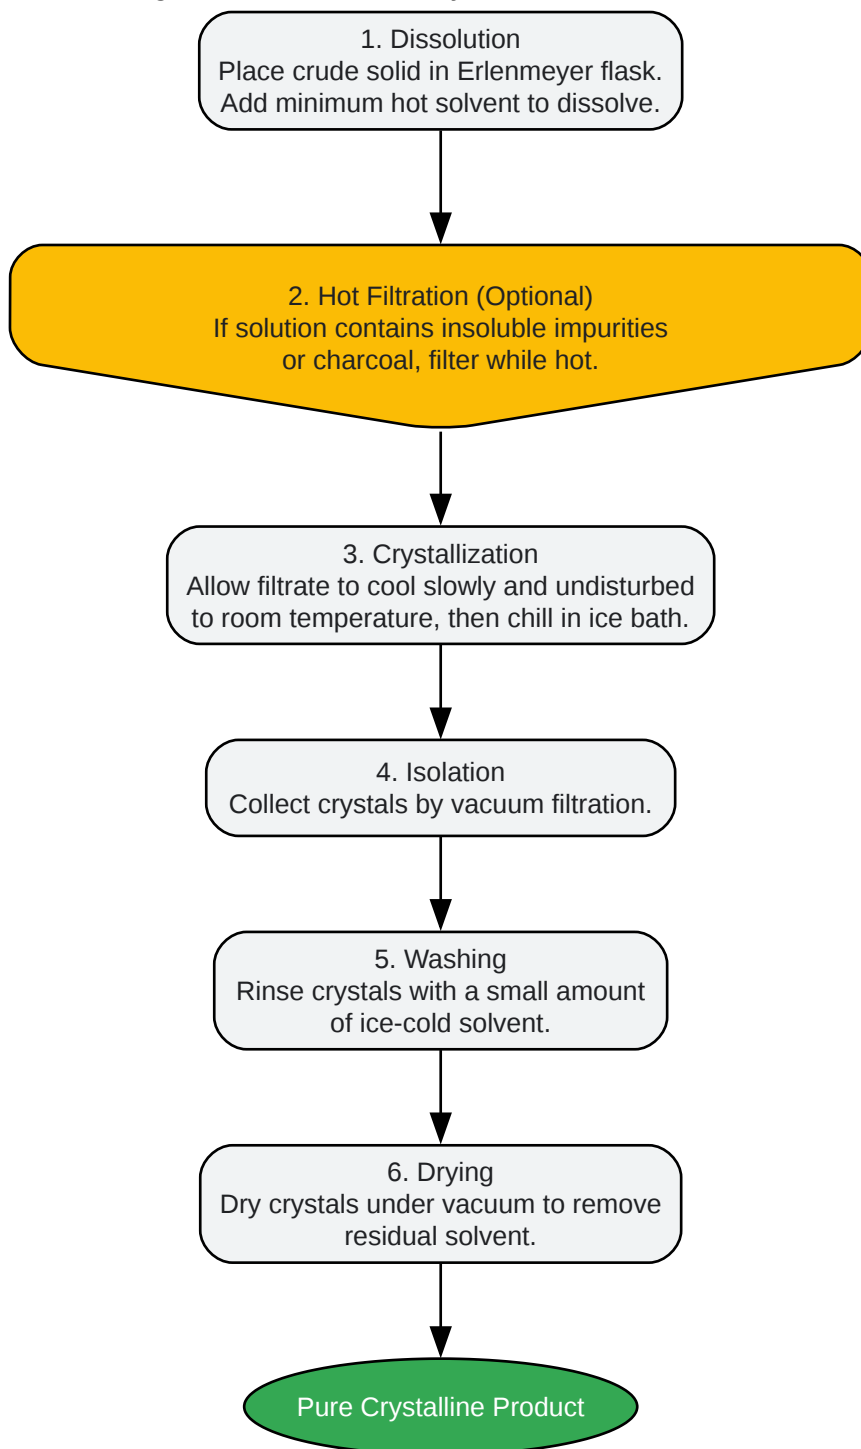 1. Dissolution
Place crude solid in Erlenmeyer flask.
Add minimum hot solvent to dissolve.
2. Hot Filtration (Optional)
If solution contains insoluble impurities
or charcoal, filter while hot.
3. Crystallization
Allow filtrate to cool slowly and undisturbed
to room temperature, then chill in ice bath.
4. Isolation
Collect crystals by vacuum filtration.
5. Washing
Rinse crystals with a small amount
of ice-cold solvent.
6. Drying
Dry crystals under vacuum to remove
residual solvent.
Pure Crystalline Product